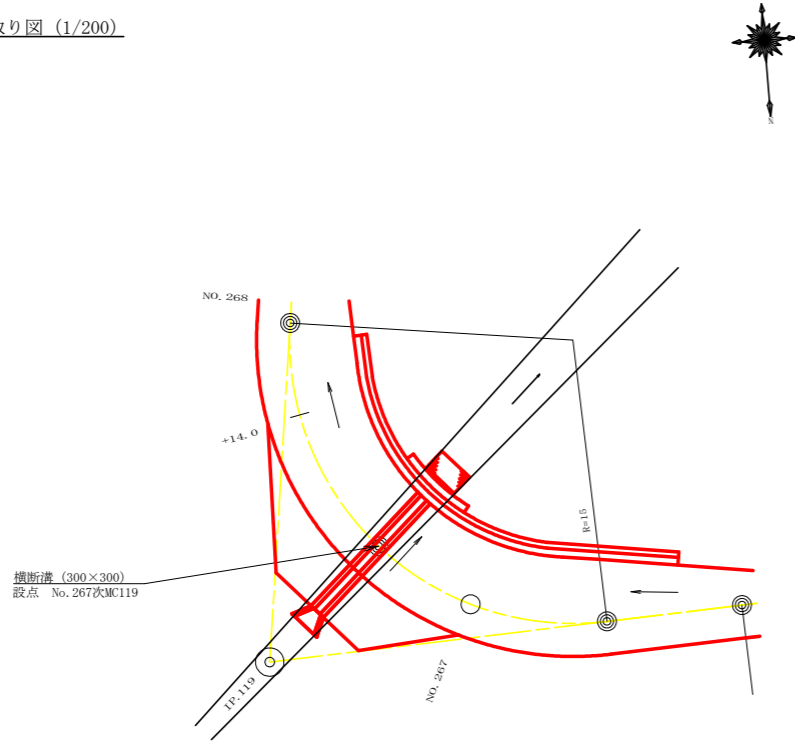 り図 (1/200)
N
NO. 268
+14.0
R=15
横断溝 (300×300)
設点 No.267次MC119
IP.119
NO. 267